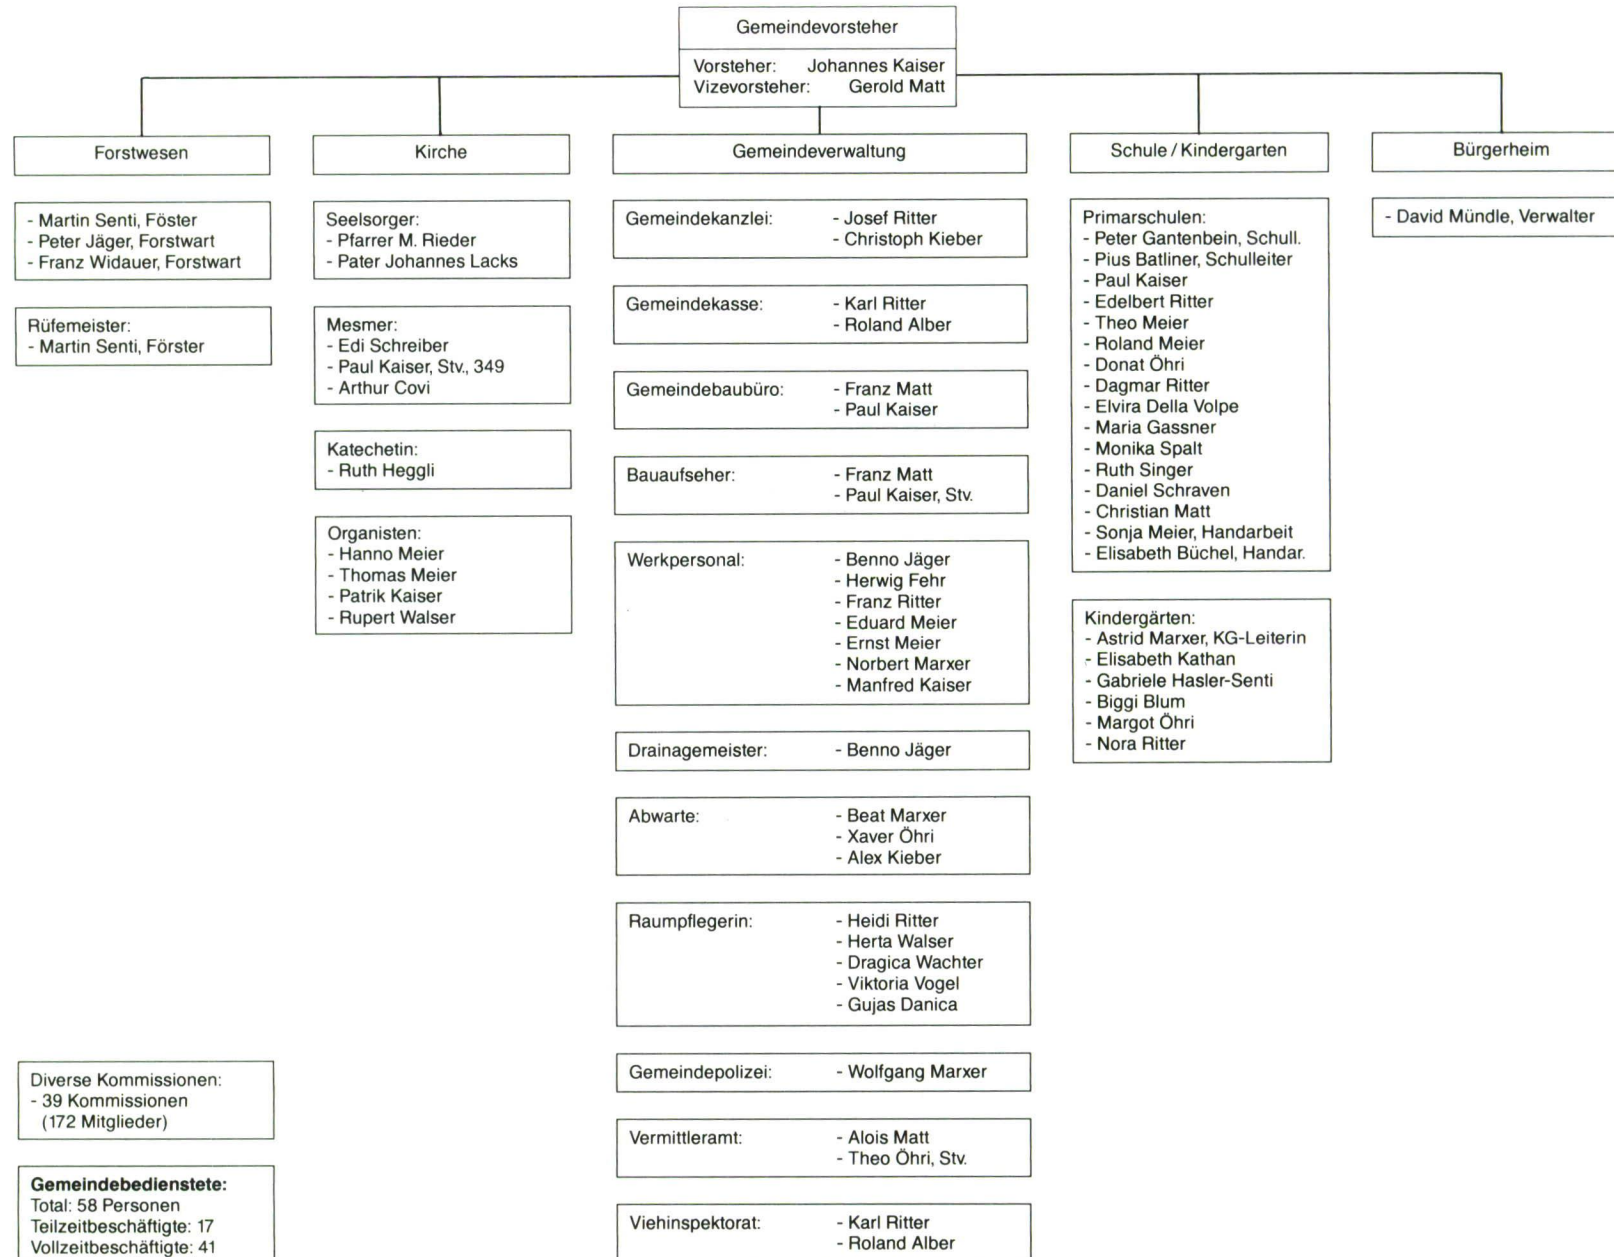 Gemeindevorsteher
Vorsteher: Johannes Kaiser
Vizevorsteher: Gerold Matt
Forstwesen
- Martin Senti, Föster
- Peter Jäger, Forstwart
- Franz Widauer, Forstwart
Rüfemeister:
- Martin Senti, Förster
Kirche
Seelsorger:
- Pfarrer M. Rieder
- Pater Johannes Lacks
Mesmer:
- Edi Schreiber
- Paul Kaiser, Stv., 349
- Arthur Covi
Katechetin:
- Ruth Heggli
Organisten:
- Hanno Meier
- Thomas Meier
- Patrik Kaiser
- Rupert Walser
Gemeindeverwaltung
Gemeindekanzlei: - Josef Ritter
- Christoph Kieber
Gemeindekasse: - Karl Ritter
- Roland Alber
Gemeindebaubüro: - Franz Matt
- Paul Kaiser
Bauaufseher: - Franz Matt
- Paul Kaiser, Stv.
Werkpersonal: - Benno Jäger
- Herwig Fehr
- Franz Ritter
- Eduard Meier
- Ernst Meier
- Norbert Marxer
- Manfred Kaiser
Drainagemeister: - Benno Jäger
Abwarte: - Beat Marxer
- Xaver Öhri
- Alex Kieber
Raumpflegerin: - Heidi Ritter
- Herta Walser
- Dragica Wachter
- Viktoria Vogel
- Gujas Danica
Gemeindepolizei: - Wolfgang Marxer
Vermittleramt: - Alois Matt
- Theo Öhri, Stv.
Viehinspektorat: - Karl Ritter
- Roland Alber
Schule / Kindergarten
Primarschulen:
- Peter Gantenbein, Schull.
- Pius Batliner, Schulleiter
- Paul Kaiser
- Edelbert Ritter
- Theo Meier
- Roland Meier
- Donat Öhri
- Dagmar Ritter
- Elvira Della Volpe
- Maria Gassner
- Monika Spalt
- Ruth Singer
- Daniel Schraven
- Christian Matt
- Sonja Meier, Handarbeit
- Elisabeth Büchel, Handar.
Kindergärten:
- Astrid Marxer, KG-Leiterin
- Elisabeth Kathan
- Gabriele Hasler-Senti
- Biggi Blum
- Margot Öhri
- Nora Ritter
Bürgerheim
- David Mündle, Verwalter
Diverse Kommissionen:
- 39 Kommissionen
(172 Mitglieder)
Gemeindebedienstete:
Total: 58 Personen
Teilzeitbeschäftigte: 17
Vollzeitbeschäftigte: 41